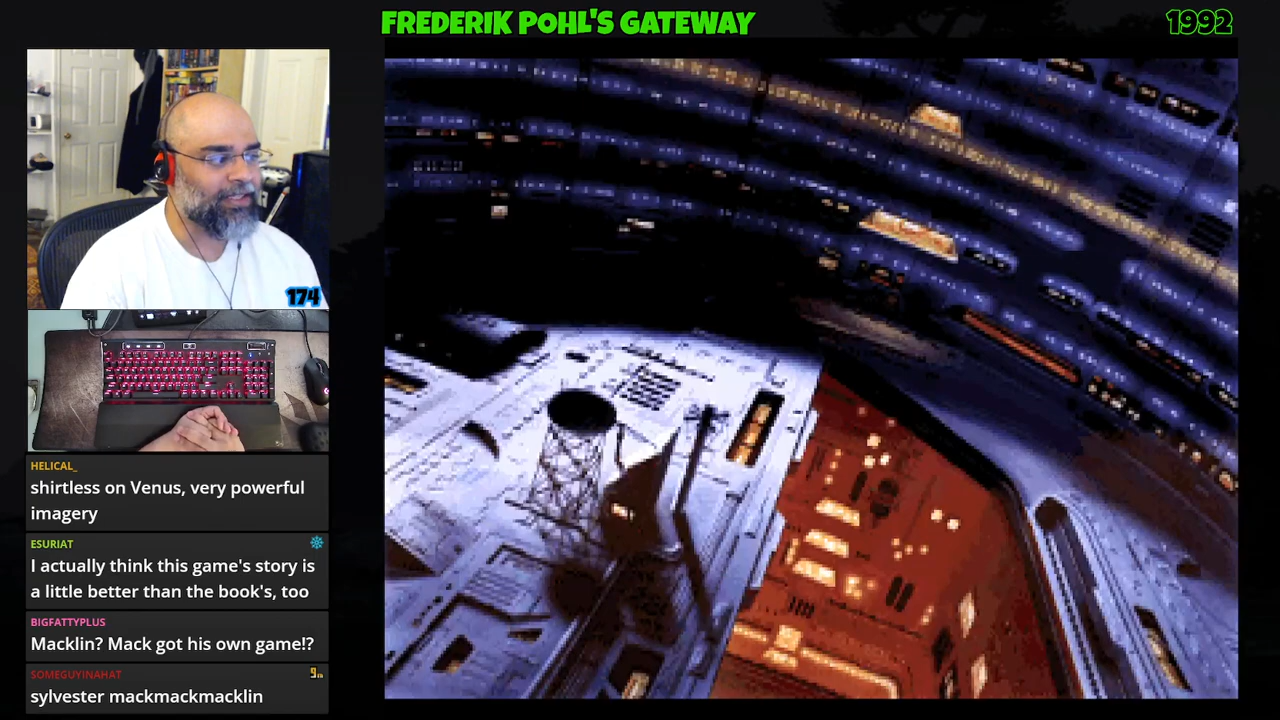 FREDERIK POHL'S GATEWAY
1992
174
HELICAL_
shirtless on Venus, very powerful
imagery
ESURIAT
I actually think this game's story is
a little better than the book's, too
BIGFATTYPLUS
Macklin? Mack got his own game!?
SOMEGUYINAHAT
sylvester mackmackmacklin